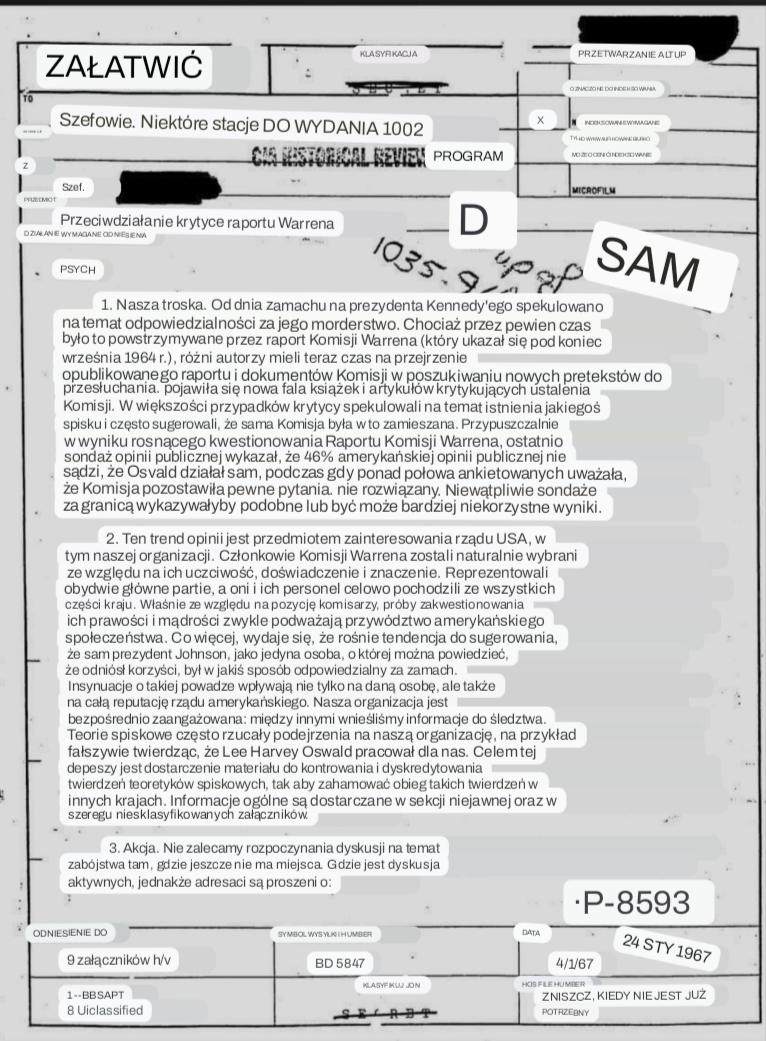 ZAŁATWIĆ
KLASYFIKACJA
PRZETWARZANIE ALTUP
OZNACZONE DO INDEKSOWANIA
TO
Szefowie. Niektóre stacje DO WYDANIA 1002
X
INDEKSOWANIE WYMAGANE
CIA HISTORICAL REVIEW PROGRAM
MOŻE OCENIĆ INDEKSOWANIE
Z
Szef.
MICROFILM
PRZEDMIOT
Przeciwdziałanie krytyce raportu Warrena
D
DZIAŁANIE WYMAGANE ODNIESIENIA
1035-
SAM
PSYCH
1. Nasza troska. Od dnia zamachu na prezydenta Kennedy'ego spekulowano
na temat odpowiedzialności za jego morderstwo. Chociaż przez pewien czas
było to powstrzymywane przez raport Komisji Warrena (który ukazał się pod koniec
września 1964 r.), różni autorzy mieli teraz czas na przejrzenie
opublikowanego raportu i dokumentów Komisji w poszukiwaniu nowych pretekstów do
przesłuchania. pojawiła się nowa fala książek i artykułów krytykujących ustalenia
Komisji. W większości przypadków krytycy spekulowali na temat istnienia jakiegoś
spisku i często sugerowali, że sama Komisja była w to zamieszana. Przypuszczalnie
w wyniku rosnącego kwestionowania Raportu Komisji Warrena, ostatnio
sondaż opinii publicznej wykazał, że 46% amerykańskiej opinii publicznej nie
sądzi, że Osvald działał sam, podczas gdy ponad połowa ankietowanych uważała,
że Komisja pozostawiła pewne pytania. nie rozwiązany. Niewątpliwie sondaże
za granicą wykazywałyby podobne lub być może bardziej niekorzystne wyniki.
2. Ten trend opinii jest przedmiotem zainteresowania rządu USA, w
tym naszej organizacji. Członkowie Komisji Warrena zostali naturalnie wybrani
ze względu na ich uczciwość, doświadczenie i znaczenie. Reprezentowali
obydwie główne partie, a oni i ich personel celowo pochodzili ze wszystkich
części kraju. Właśnie ze względu na pozycję komisarzy, próby zakwestionowania
ich prawości i mądrości zwykle podważają przywództwo amerykańskiego
społeczeństwa. Co więcej, wydaje się, że rośnie tendencja do sugerowania,
że sam prezydent Johnson, jako jedyna osoba, o której można powiedzieć,
że odniósł korzyści, był w jakiś sposób odpowiedzialny za zamach.
Insynuacje o takiej powadze wpływają nie tylko na daną osobę, ale także
na całą reputację rządu amerykańskiego. Nasza organizacja jest
bezpośrednio zaangażowana: między innymi wnieśliśmy informacje do śledztwa.
Teorie spiskowe często rzucały podejrzenia na naszą organizację, na przykład
fałszywie twierdząc, że Lee Harvey Oswald pracował dla nas. Celem tej
depeszy jest dostarczenie materiału do kontrowania i dyskredytowania
twierdzeń teoretyków spiskowych, tak aby zahamować obieg takich twierdzeń w
innych krajach. Informacje ogólne są dostarczane w sekcji niejawnej oraz w
szeregu niesklasyfikowanych załączników.
3. Akcja. Nie zalecamy rozpoczynania dyskusji na temat
zabójstwa tam, gdzie jeszcze nie ma miejsca. Gdzie jest dyskusja
aktywnych, jednakże adresaci są proszeni o:
·P-8593
ODNIESIENIE DO
SYMBOL WYSYŁKI I HUMBER
DATA
24 STY 1967
9 załączników h/v
BD 5847
4/1/67
KLASYFIKUJ JON
HOS FILE HUMBER
1--BBSAPT
ZNISZCZ, KIEDY NIE JEST JUŻ
8 Uiclassified
SECRET
POTRZEBNY